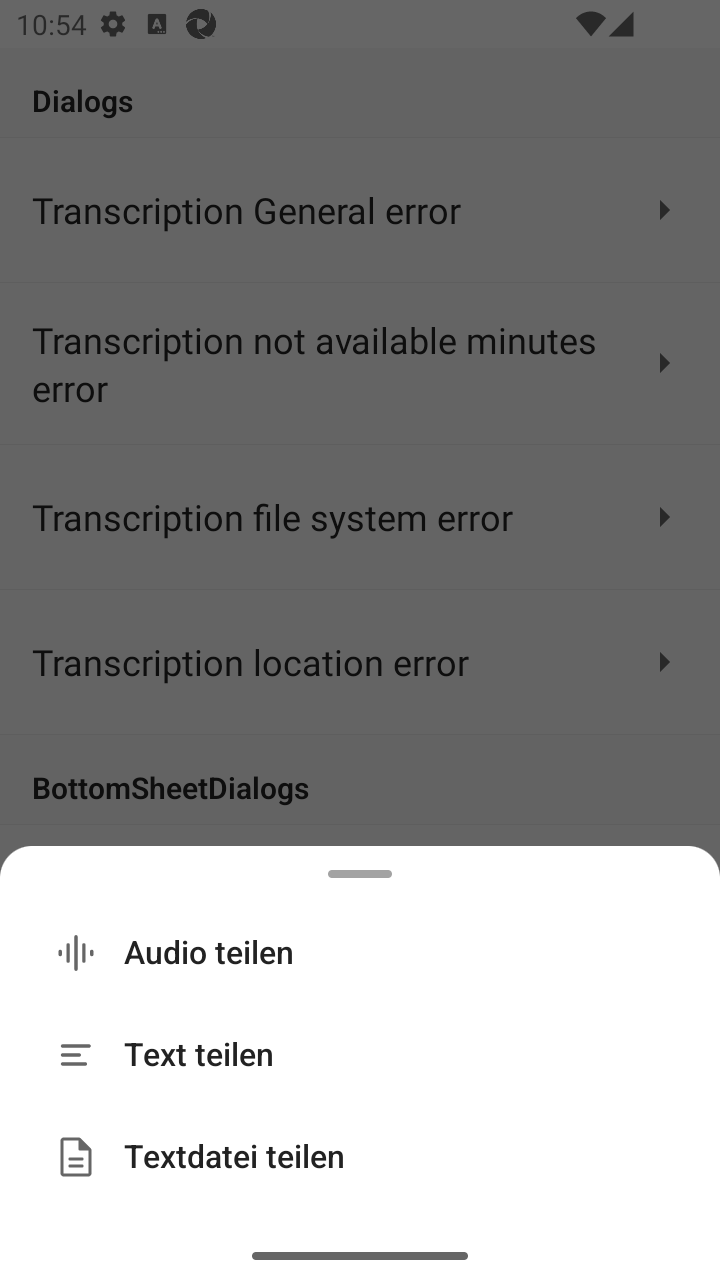 10:54
Dialogs
Transcription General error
Transcription not available minutes
error
Transcription file system error
Transcription location error
BottomSheetDialogs
Audio teilen
Text teilen
Textdatei teilen